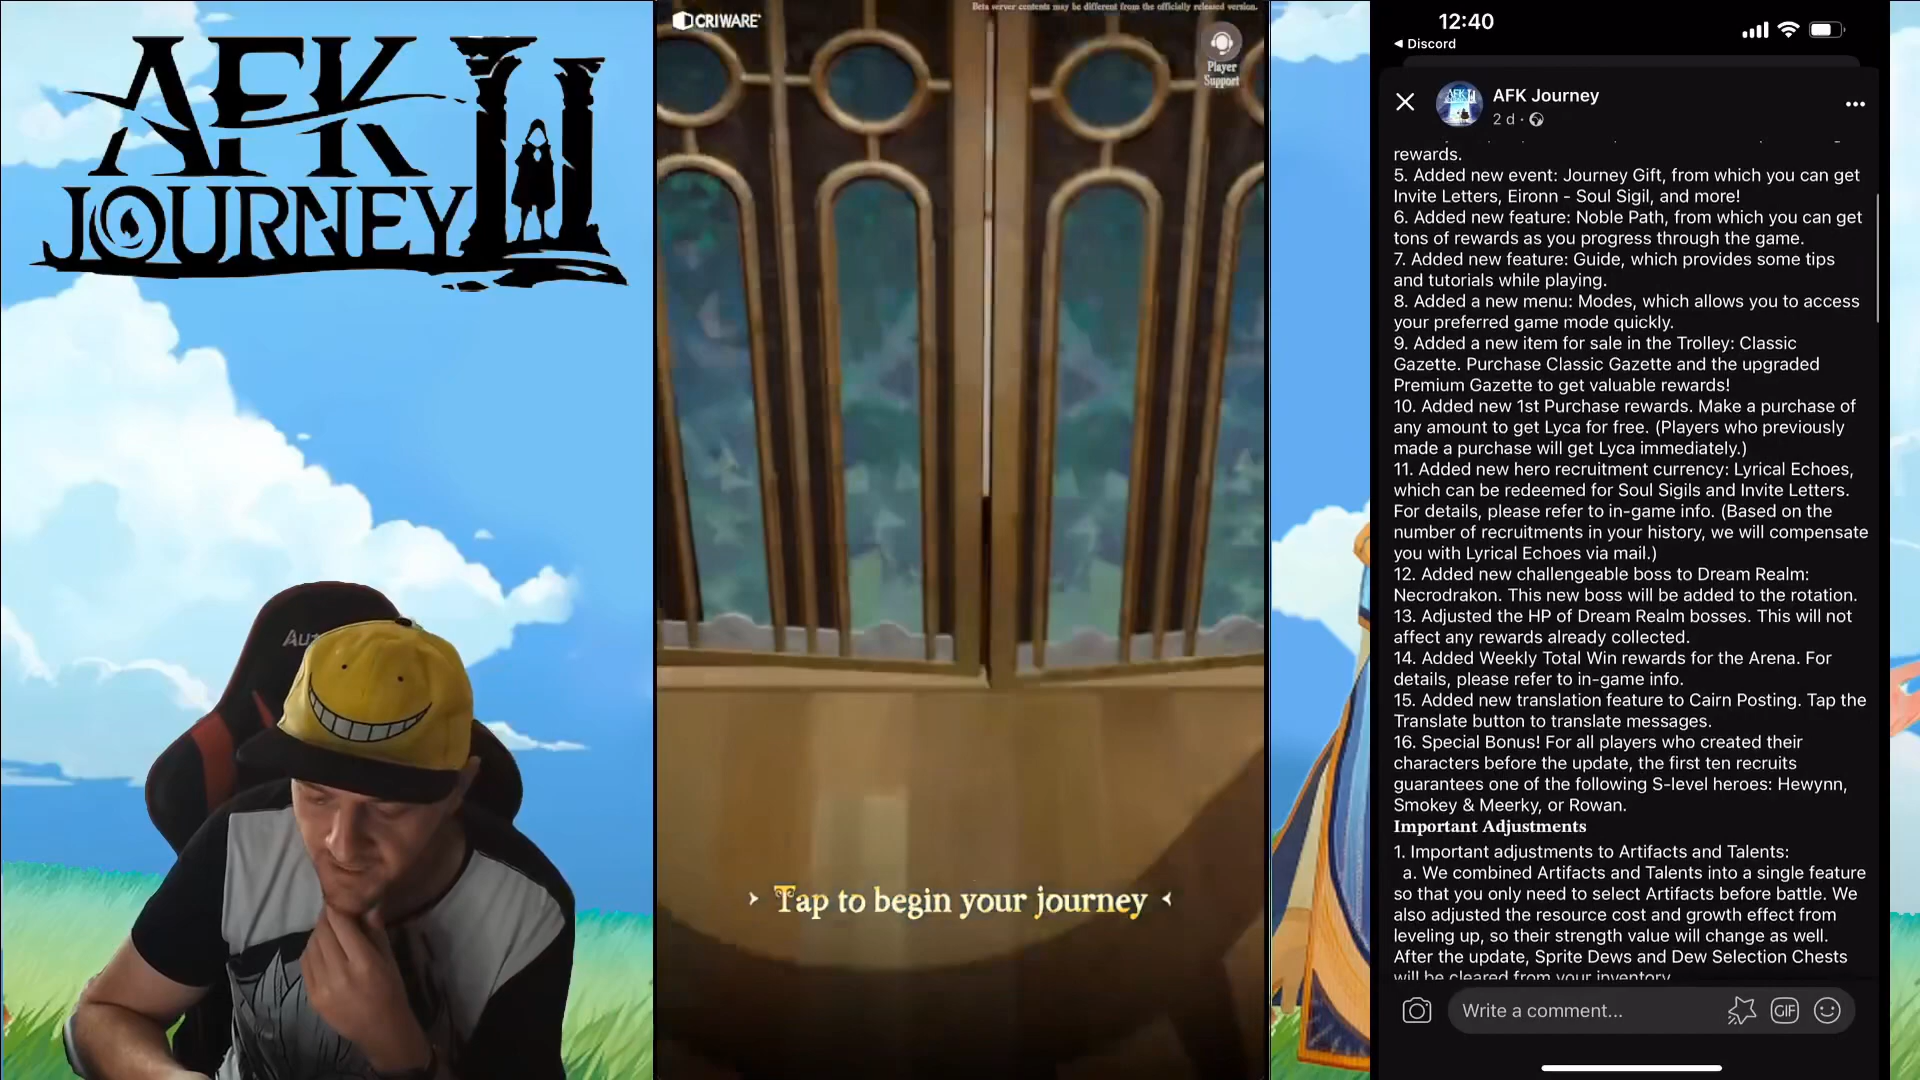 AFK
JOURNEY
Au
CRIWARE
Beta server contents may be different from the officially released version.
Player
Support
Tap to begin your journey
12:40
Discord
AFK Journey
2 d ·
rewards.
5. Added new event: Journey Gift, from which you can get
Invite Letters, Eironn - Soul Sigil, and more!
6. Added new feature: Noble Path, from which you can get
tons of rewards as you progress through the game.
7. Added new feature: Guide, which provides some tips
and tutorials while playing.
8. Added a new menu: Modes, which allows you to access
your preferred game mode quickly.
9. Added a new item for sale in the Trolley: Classic
Gazette. Purchase Classic Gazette and the upgraded
Premium Gazette to get valuable rewards!
10. Added new 1st Purchase rewards. Make a purchase of
any amount to get Lyca for free. (Players who previously
made a purchase will get Lyca immediately.)
11. Added new hero recruitment currency: Lyrical Echoes,
which can be redeemed for Soul Sigils and Invite Letters.
For details, please refer to in-game info. (Based on the
number of recruitments in your history, we will compensate
you with Lyrical Echoes via mail.)
12. Added new challengeable boss to Dream Realm:
Necrodrakon. This new boss will be added to the rotation.
13. Adjusted the HP of Dream Realm bosses. This will not
affect any rewards already collected.
14. Added Weekly Total Win rewards for the Arena. For
details, please refer to in-game info.
15. Added new translation feature to Cairn Posting. Tap the
Translate button to translate messages.
16. Special Bonus! For all players who created their
characters before the update, the first ten recruits
guarantees one of the following S-level heroes: Hewynn,
Smokey & Meerky, or Rowan.
Important Adjustments
1. Important adjustments to Artifacts and Talents:
a. We combined Artifacts and Talents into a single feature
so that you only need to select Artifacts before battle. We
also adjusted the resource cost and growth effect from
leveling up, so their strength value will change as well.
After the update, Sprite Dews and Dew Selection Chests
will be cleared from your inventory
Write a comment...
GIF